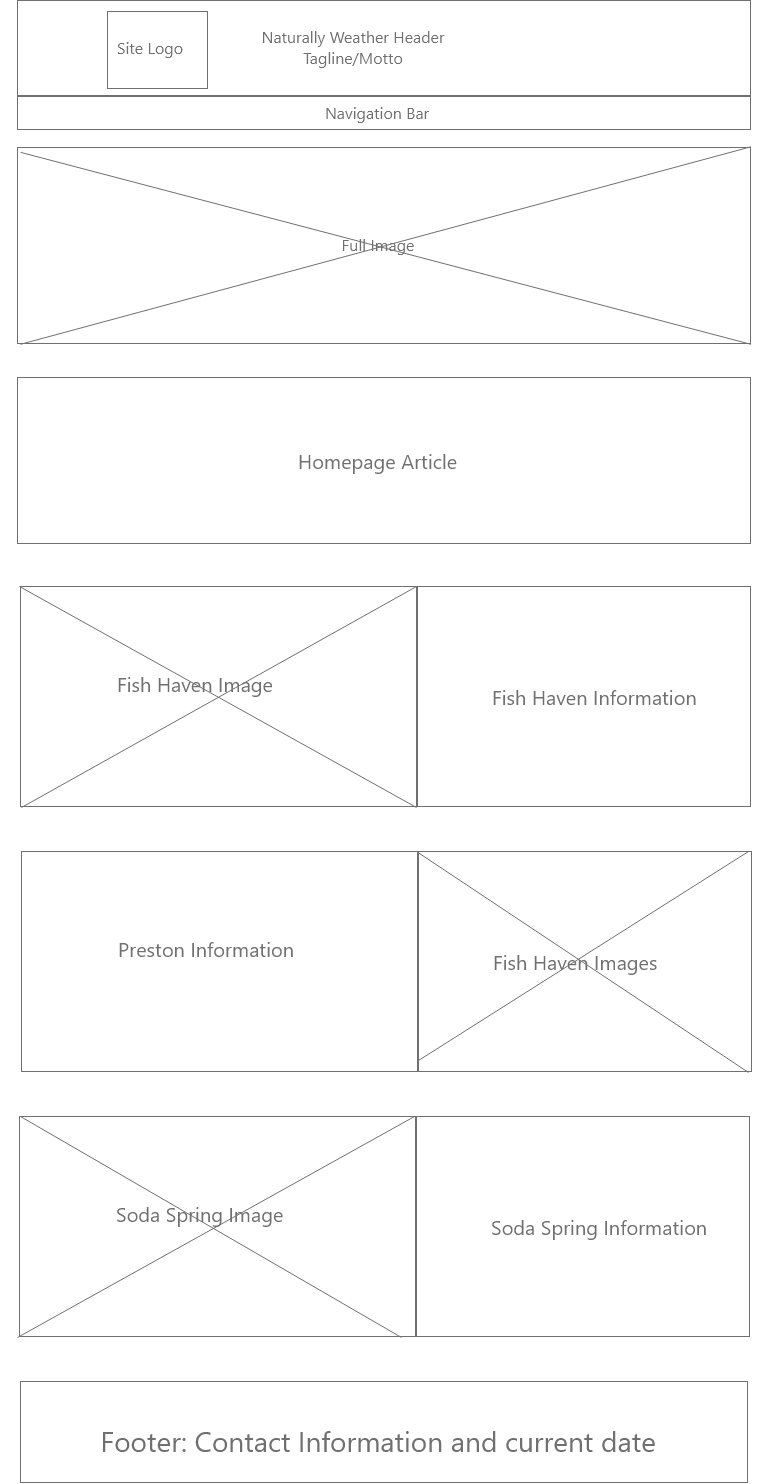 Site Logo
Naturally Weather Header
Tagline/Motto
Navigation Bar
Full Image
Homepage Article
Fish Haven Image
Fish Haven Information
Preston Information
Fish Haven Images
Soda Spring Image
Soda Spring Information
Footer: Contact Information and current date